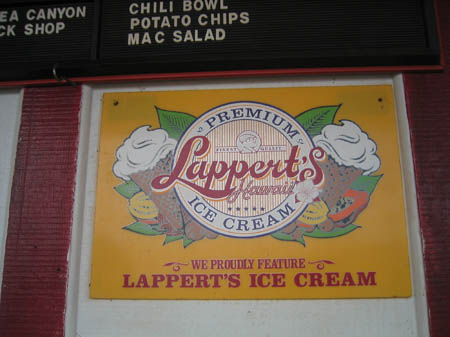 EA CANYON
CK SHOP
CHILI BOWL
POTATO CHIPS
MAC SALAD
PREMIUM
Lappert's
Hawaii
ICE CREAM
WE PROUDLY FEATURE
LAPPERT'S ICE CREAM